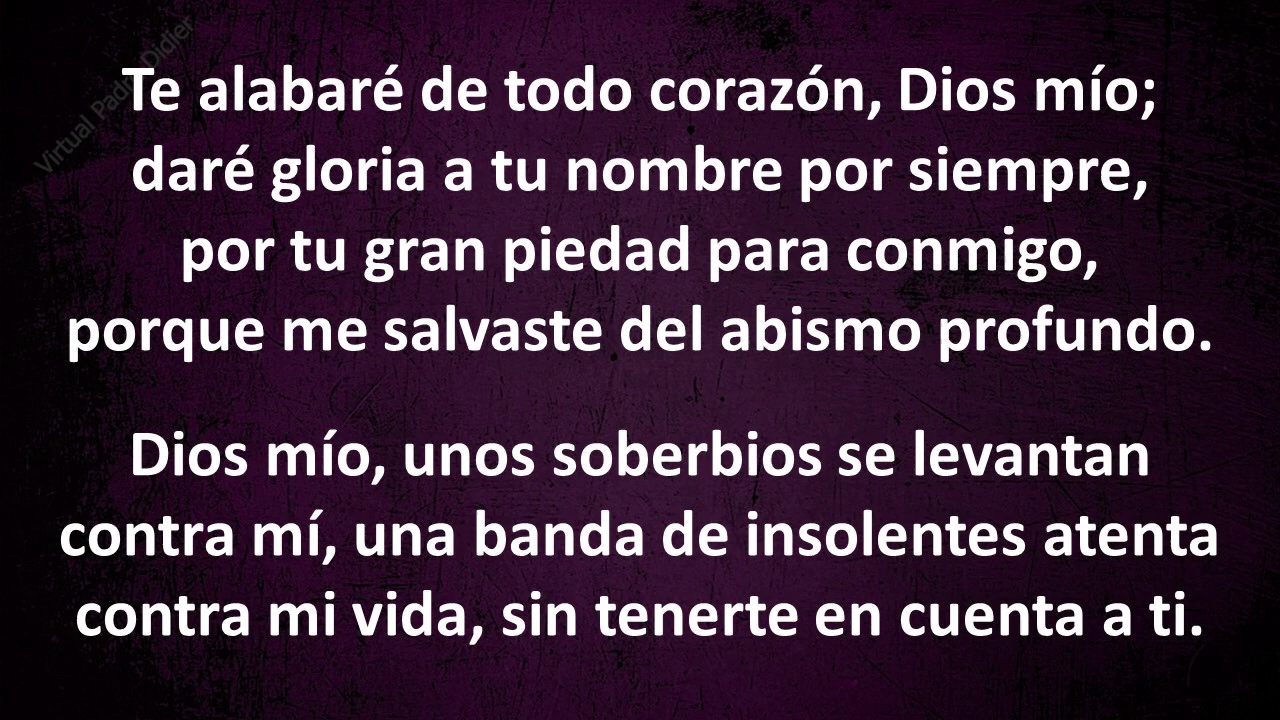 Virtual Padre Didier
Te alabaré de todo corazón, Dios mío;
daré gloria a tu nombre por siempre,
por tu gran piedad para conmigo,
porque me salvaste del abismo profundo.
Dios mío, unos soberbios se levantan
contra mí, una banda de insolentes atenta
contra mi vida, sin tenerte en cuenta a ti.